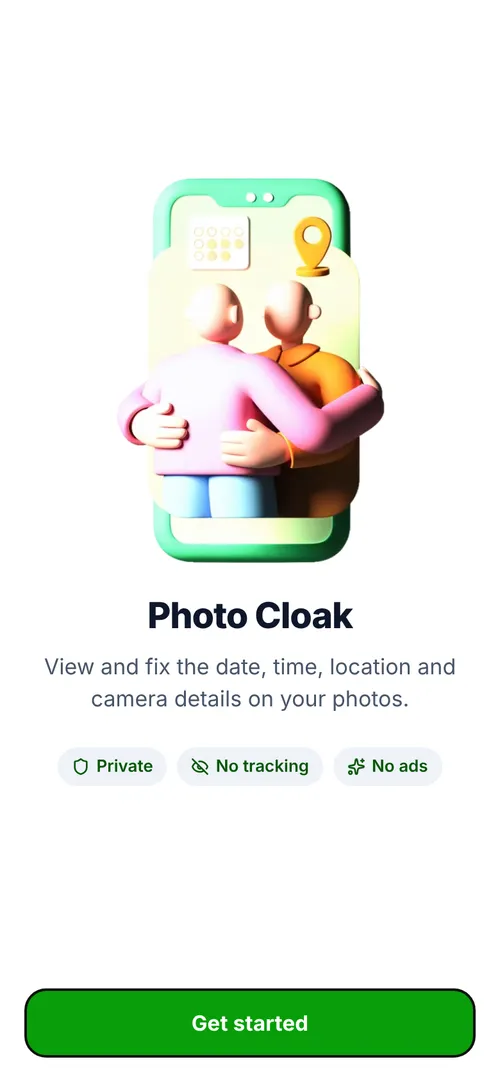 Photo Cloak
View and fix the date, time, location and
camera details on your photos.
Private
No tracking
No ads
Get started